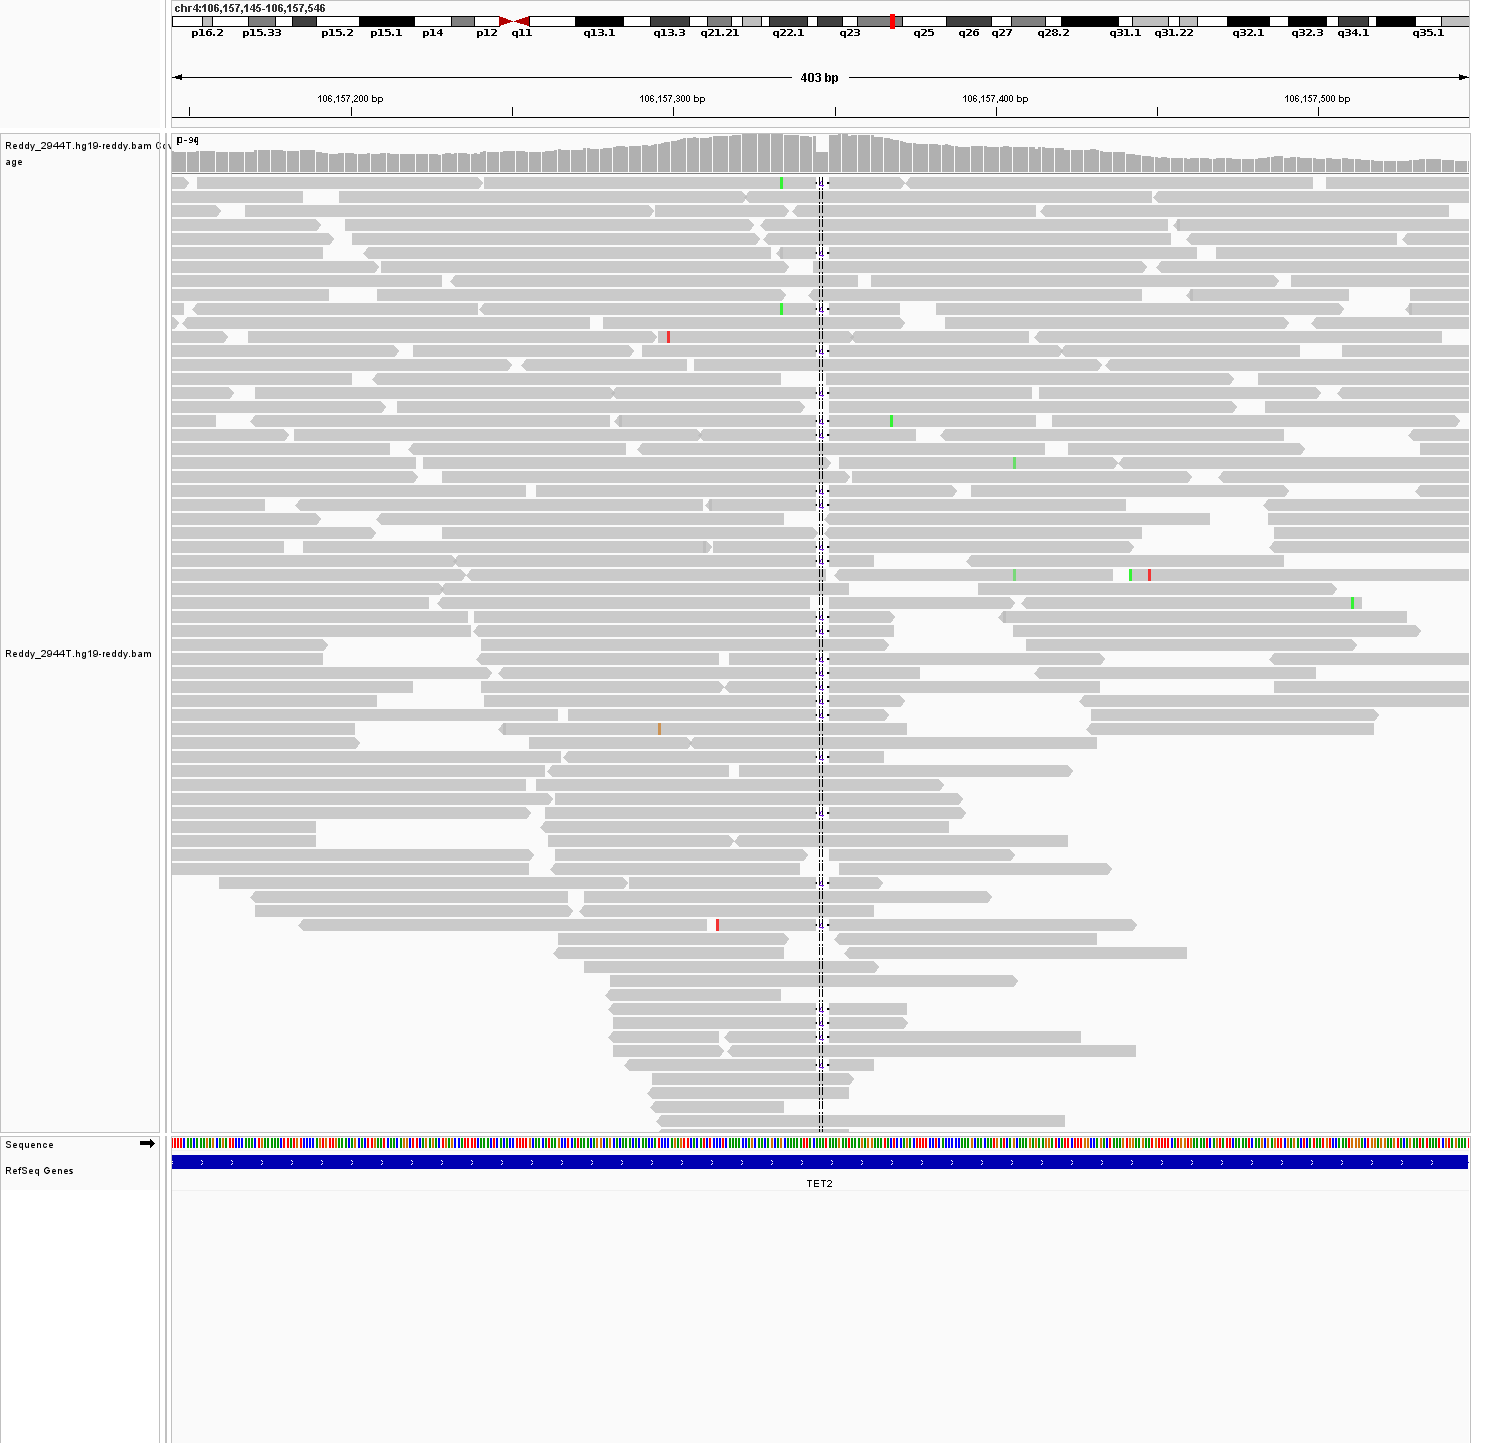 chr4:106,157,145-106,157,546
p16.2 p15.33 p15.2 p15.1 p14 p12 q11 q13.1 q13.3 q21.21 q22.1 q23 q25 q26 q27 q28.2 q31.1 q31.22 q32.1 q32.3 q34.1 q35.1
403 bp
106,157,200 bp 106,157,300 bp 106,157,400 bp 106,157,500 bp
Reddy_2944T.hg19-reddy.bam Cov
age
[0-94]
Reddy_2944T.hg19-reddy.bam
Sequence
RefSeq Genes
TET2